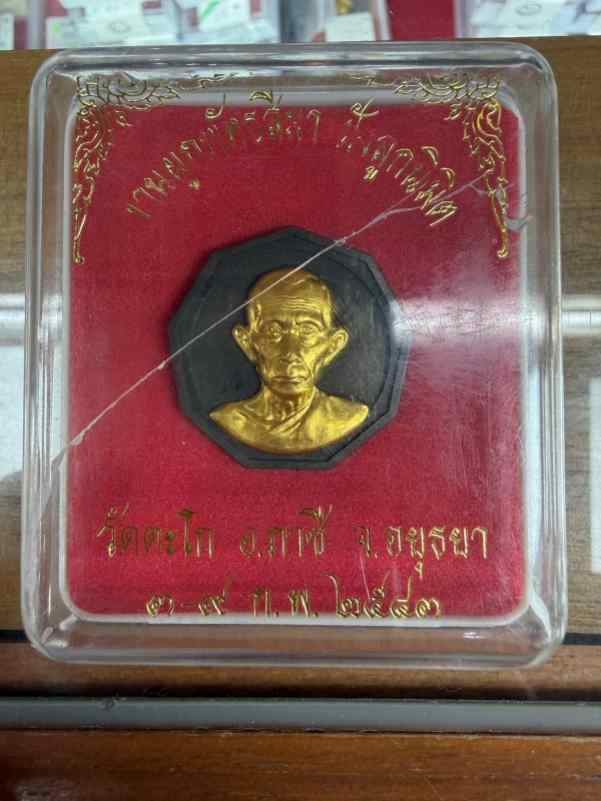 งานผูกพัทธสีมา ฝังลูกนิมิต
วัดตะโก อ.ภาชี จ.อยุธยา
๓-๙ ก.พ. ๒๕๔๓